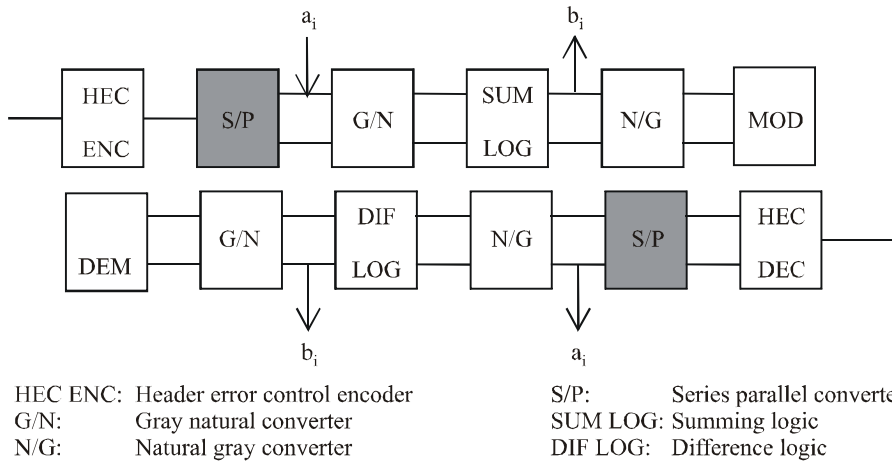 a_i b_i
HEC ENC S/P G/N SUM LOG N/G MOD
DEM G/N DIF LOG N/G S/P HEC DEC
b_i a_i
HEC ENC: Header error control encoder S/P: Series parallel converte
G/N: Gray natural converter SUM LOG: Summing logic
N/G: Natural gray converter DIF LOG: Difference logic